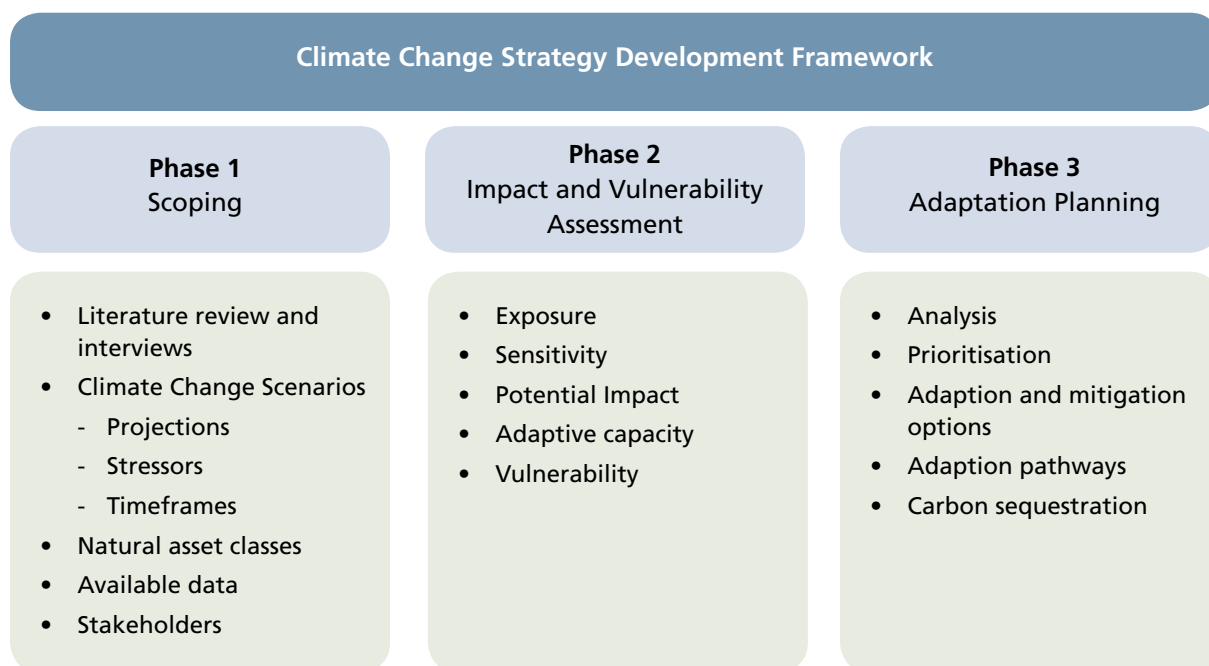 Climate Change Strategy Development Framework
Phase 1
Scoping
Phase 2
Impact and Vulnerability
Assessment
Phase 3
Adaptation Planning
• Literature review and
interviews
• Climate Change Scenarios
- Projections
- Stressors
- Timeframes
• Natural asset classes
• Available data
• Stakeholders
• Exposure
• Sensitivity
• Potential Impact
• Adaptive capacity
• Vulnerability
• Analysis
• Prioritisation
• Adaption and mitigation
options
• Adaption pathways
• Carbon sequestration